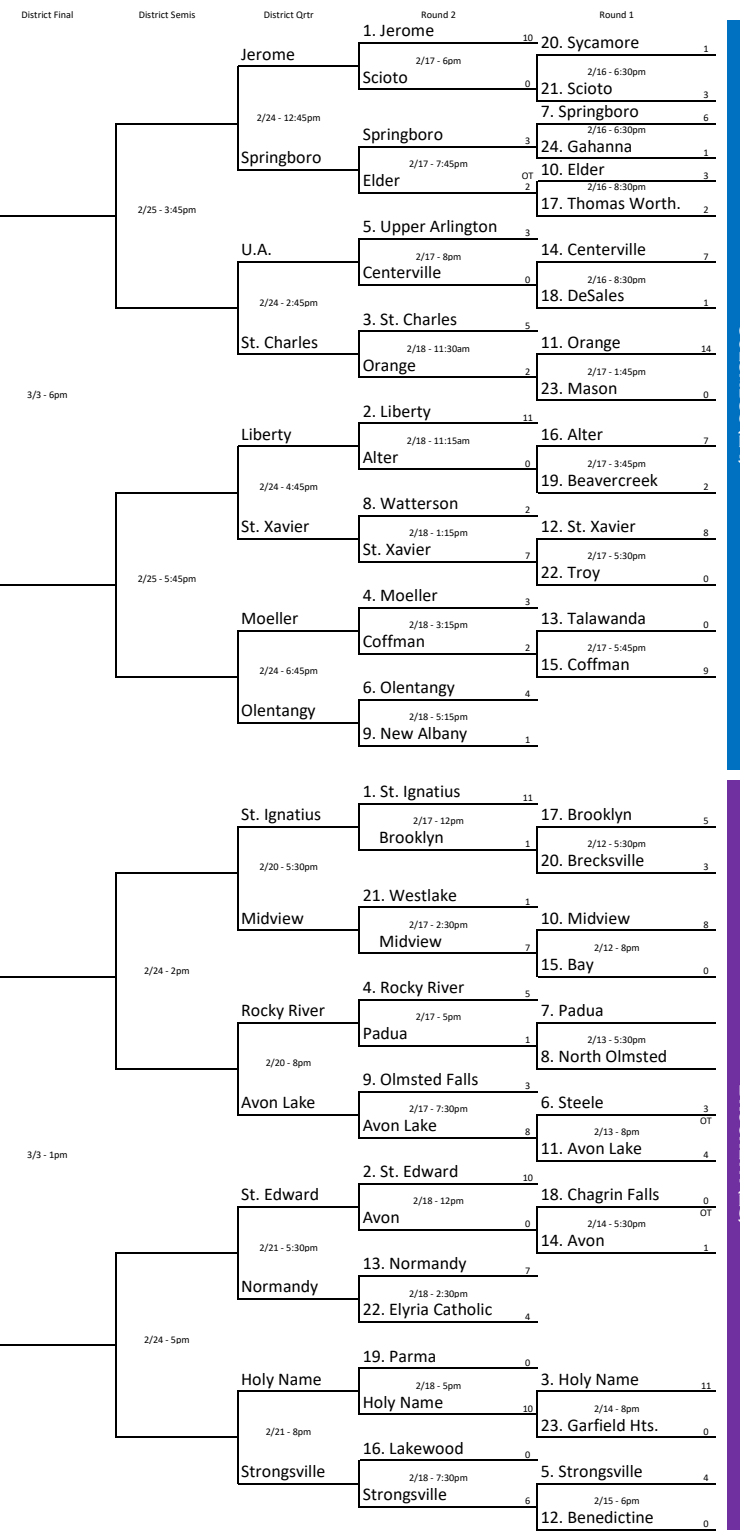 District Final District Semis District Qrtr Round 2 Round 1
1. Jerome 10
20. Sycamore 1
Jerome
2/17 - 6pm
2/16 - 6:30pm
Scioto 0
21. Scioto 3
7. Springboro 6
2/24 - 12:45pm
Springboro 3
2/16 - 6:30pm
24. Gahanna 1
Springboro
2/17 - 7:45pm
10. Elder 3
Elder OT 2
2/16 - 8:30pm
17. Thomas Worth. 2
2/25 - 3:45pm
5. Upper Arlington 3
U.A.
14. Centerville 7
2/17 - 8pm
2/16 - 8:30pm
Centerville 0
18. DeSales 1
2/24 - 2:45pm
3. St. Charles 5
St. Charles
11. Orange 14
2/18 - 11:30am
2/17 - 1:45pm
Orange 2
23. Mason 0
3/3 - 6pm
2. Liberty 11
Liberty
16. Alter 7
2/18 - 11:15am
2/17 - 3:45pm
Alter 0
19. Beavercreek 2
2/24 - 4:45pm
8. Watterson 2
St. Xavier
12. St. Xavier 8
2/18 - 1:15pm
2/17 - 5:30pm
St. Xavier 7
22. Troy 0
2/25 - 5:45pm
4. Moeller 3
Moeller
13. Talawanda 0
2/18 - 3:15pm
2/17 - 5:45pm
Coffman 2
15. Coffman 9
2/24 - 6:45pm
6. Olentangy 4
Olentangy
2/18 - 5:15pm
9. New Albany 1
1. St. Ignatius 11
St. Ignatius
17. Brooklyn 5
2/17 - 12pm
2/12 - 5:30pm
Brooklyn 1
20. Brecksville 3
2/20 - 5:30pm
21. Westlake 1
Midview
10. Midview 8
2/17 - 2:30pm
2/12 - 8pm
Midview 7
15. Bay 0
2/24 - 2pm
4. Rocky River 5
Rocky River
7. Padua
2/17 - 5pm
2/13 - 5:30pm
Padua 1
8. North Olmsted
2/20 - 8pm
9. Olmsted Falls 3
Avon Lake
6. Steele 3
2/17 - 7:30pm
OT
2/13 - 8pm
Avon Lake 8
11. Avon Lake 4
3/3 - 1pm
2. St. Edward 10
St. Edward
18. Chagrin Falls 0
2/18 - 12pm
OT
2/14 - 5:30pm
Avon 0
14. Avon 1
2/21 - 5:30pm
13. Normandy 7
Normandy
2/18 - 2:30pm
22. Elyria Catholic 4
2/24 - 5pm
19. Parma 0
Holy Name
3. Holy Name 11
2/18 - 5pm
2/14 - 8pm
Holy Name 10
23. Garfield Hts. 0
2/21 - 8pm
16. Lakewood 0
Strongsville
5. Strongsville 4
2/18 - 7:30pm
2/15 - 6pm
Strongsville 6
12. Benedictine 0